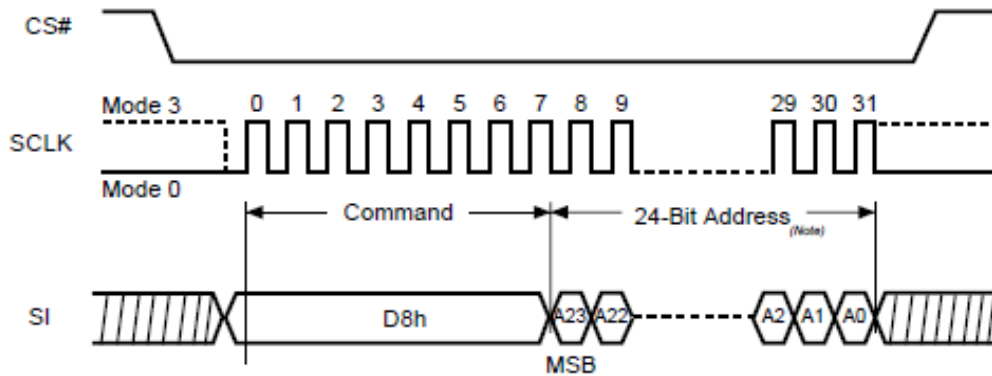 CS#
Mode 3
0 1 2 3 4 5 6 7 8 9 29 30 31
SCLK
Mode 0
Command
24-Bit Address (Note)
SI
D8h
A23 A22 A2 A1 A0
MSB